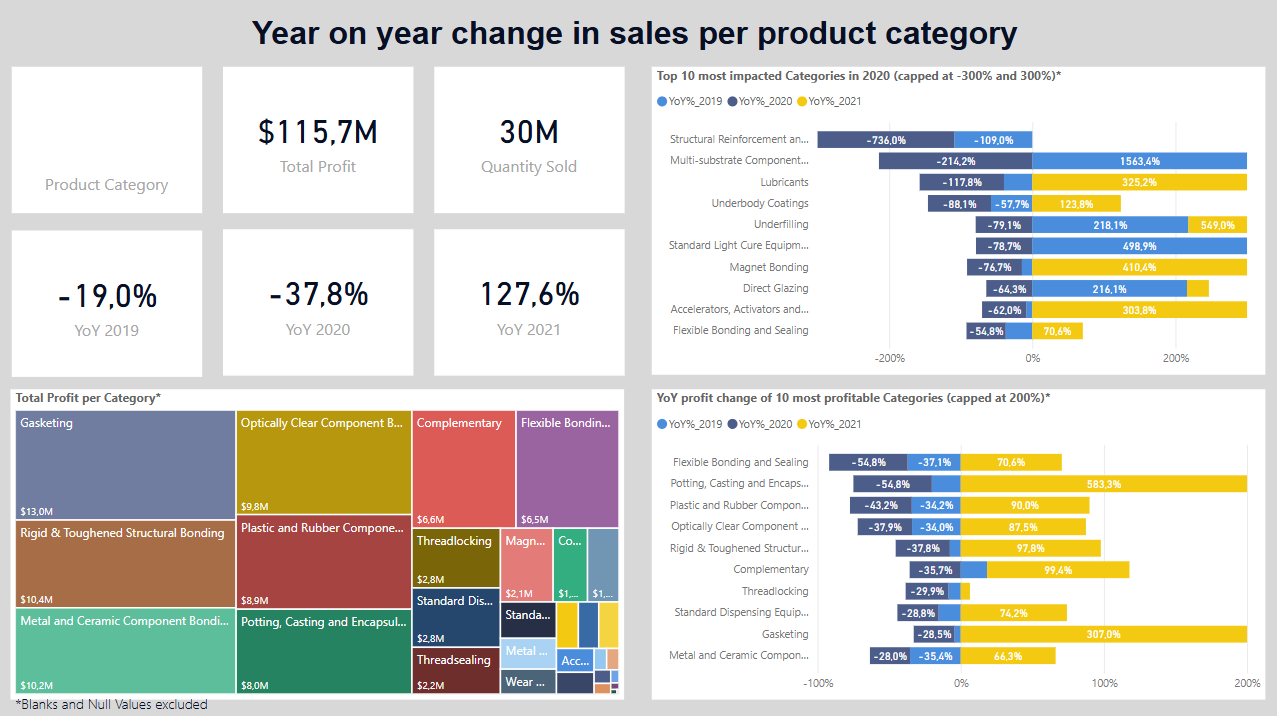 Year on year change in sales per product category
Product Category
$115,7M
Total Profit
30M
Quantity Sold
-19,0%
YoY 2019
-37,8%
YoY 2020
127,6%
YoY 2021
Top 10 most impacted Categories in 2020 (capped at -300% and 300%)*
YoY%_2019 YoY%_2020 YoY%_2021
Structural Reinforcement an... -736,0% -109,0%
Multi-substrate Component... -214,2% 1563,4%
Lubricants -117,8% 325,2%
Underbody Coatings -88,1% -57,7% 123,8%
Underfilling -79,1% 218,1% 549,0%
Standard Light Cure Equipm... -78,7% 498,9%
Magnet Bonding -76,7% 410,4%
Direct Glazing -64,3% 216,1%
Accelerators, Activators and... -62,0% 303,8%
Flexible Bonding and Sealing -54,8% 70,6%
-200% 0% 200%
Total Profit per Category*
Gasketing
$13,0M
Rigid & Toughened Structural Bonding
$10,4M
Metal and Ceramic Component Bondi...
$10,2M
Optically Clear Component B...
$9,8M
Plastic and Rubber Compone...
$8,9M
Potting, Casting and Encapsul...
$8,0M
Complementary
$6,6M
Flexible Bondin...
$6,5M
Threadlocking
$2,8M
Standard Dis...
$2,8M
Threadsealing
$2,2M
Magn...
$2,1M
Co...
$1,...
$1,...
Standa...
Metal ...
Wear ...
Acc...
*Blanks and Null Values excluded
YoY profit change of 10 most profitable Categories (capped at 200%)*
YoY%_2019 YoY%_2020 YoY%_2021
Flexible Bonding and Sealing -54,8% -37,1% 70,6%
Potting, Casting and Encaps... -54,8% 583,3%
Plastic and Rubber Compon... -43,2% -34,2% 90,0%
Optically Clear Component ... -37,9% -34,0% 87,5%
Rigid & Toughened Structur... -37,8% 97,8%
Complementary -35,7% 99,4%
Threadlocking -29,9%
Standard Dispensing Equip... -28,8% 74,2%
Gasketing -28,5% 307,0%
Metal and Ceramic Compon... -28,0% -35,4% 66,3%
-100% 0% 100% 200%